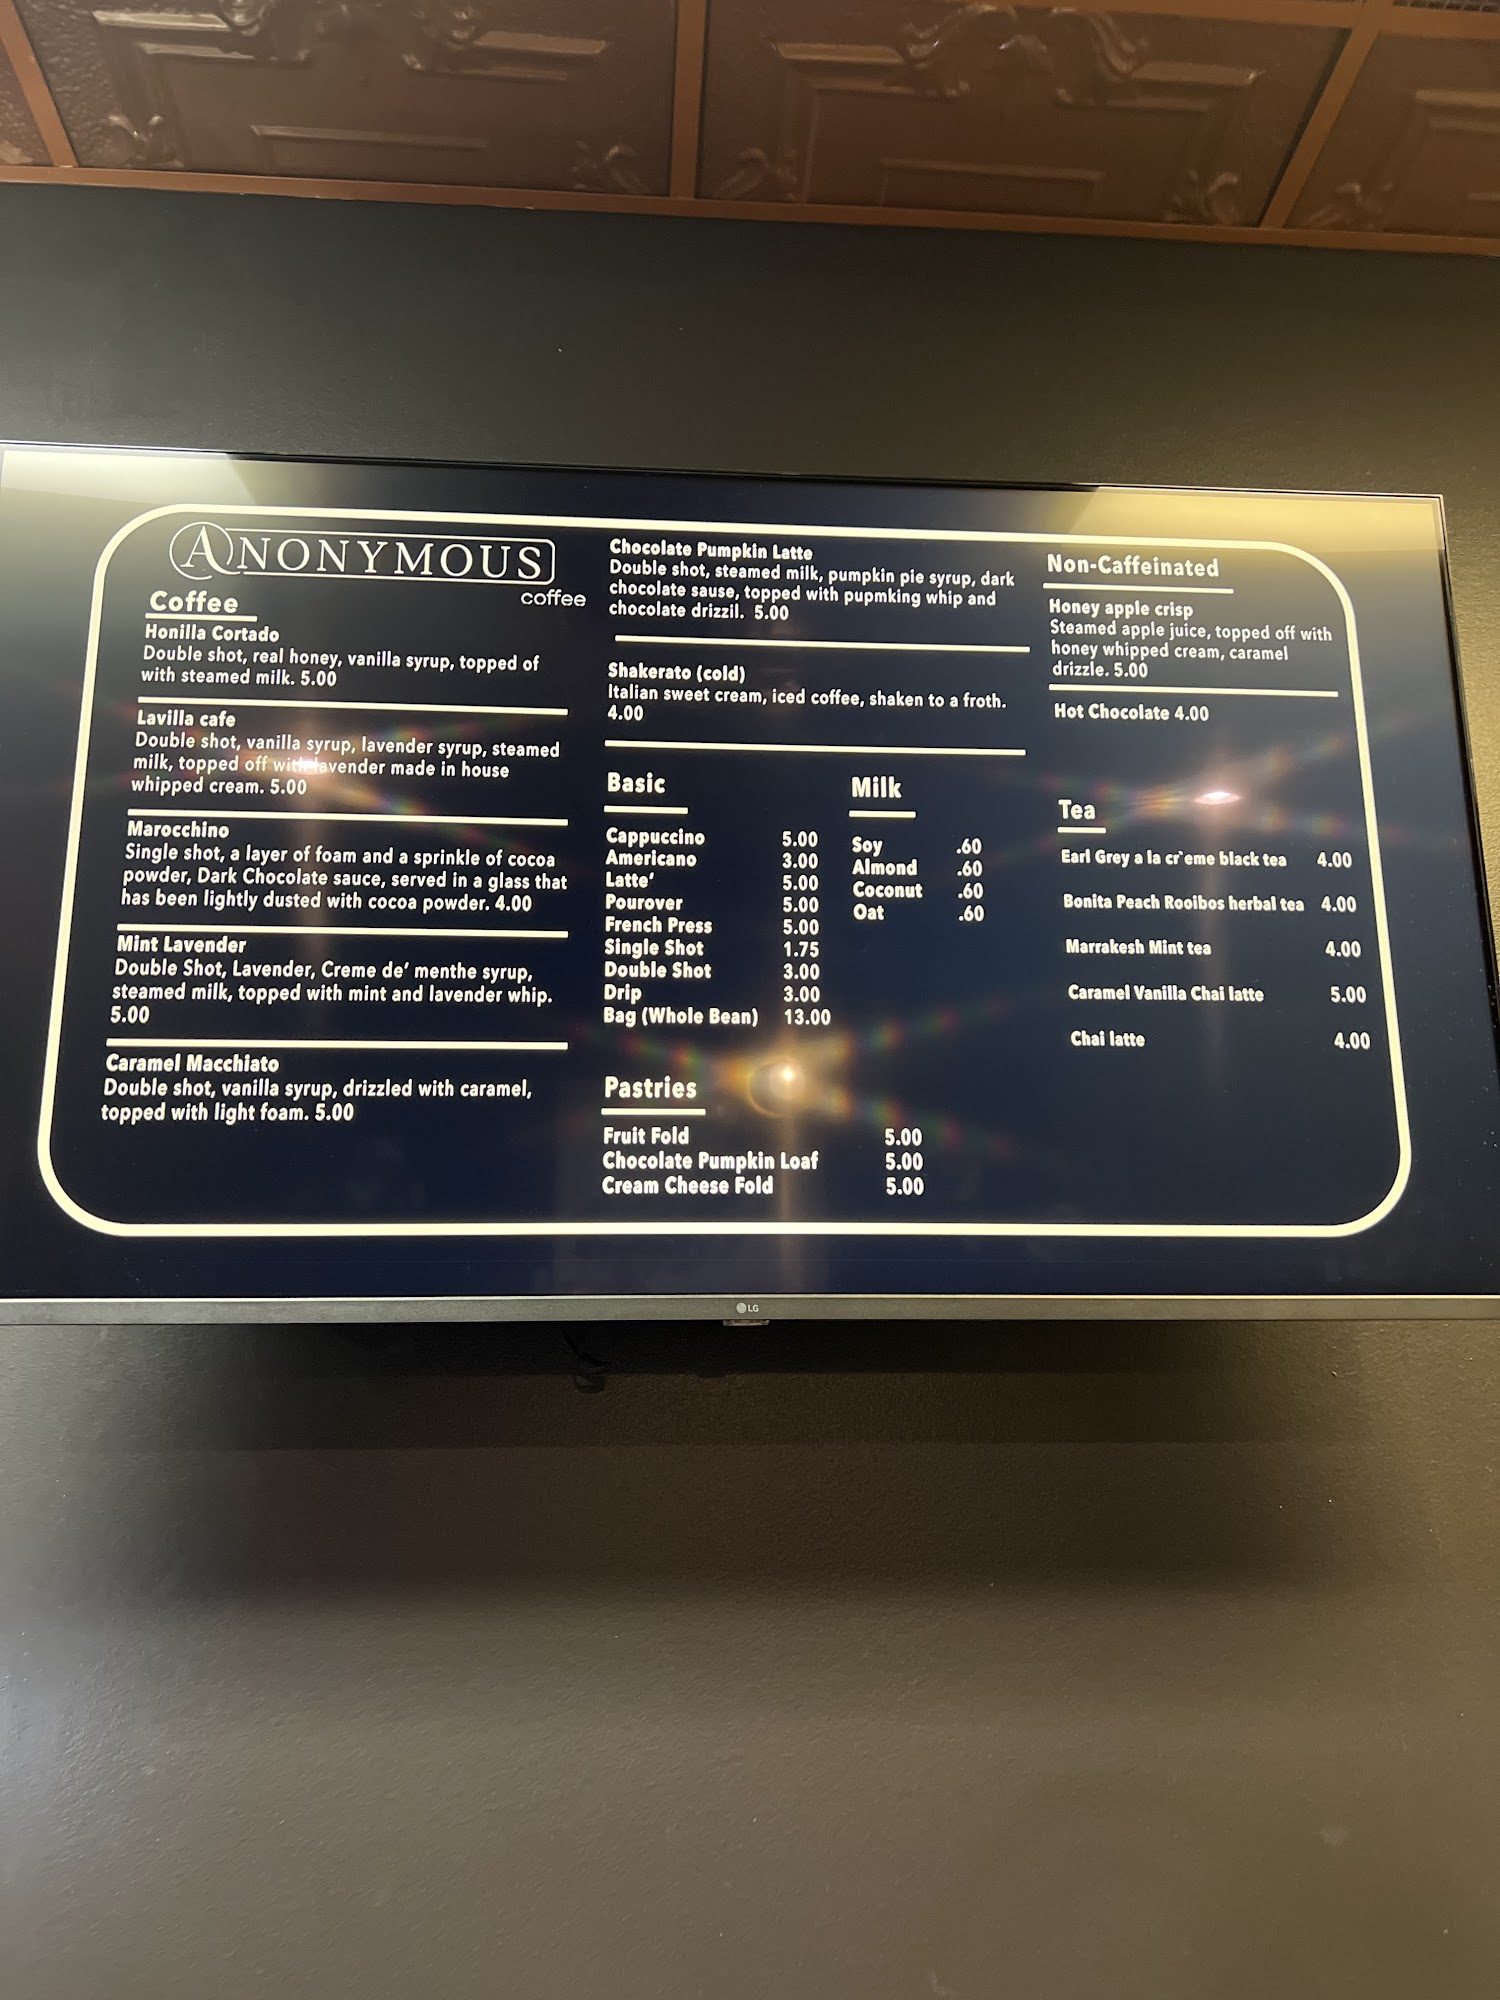 ANONYMOUS
coffee
Coffee
Honilla Cortado
Double shot, real honey, vanilla syrup, topped of
with steamed milk. 5.00
Lavilla cafe
Double shot, vanilla syrup, lavender syrup, steamed
milk, topped off with lavender made in house
whipped cream. 5.00
Marocchino
Single shot, a layer of foam and a sprinkle of cocoa
powder, Dark Chocolate sauce, served in a glass that
has been lightly dusted with cocoa powder. 4.00
Mint Lavender
Double Shot, Lavender, Creme de' menthe syrup,
steamed milk, topped with mint and lavender whip.
5.00
Caramel Macchiato
Double shot, vanilla syrup, drizzled with caramel,
topped with light foam. 5.00
Chocolate Pumpkin Latte
Double shot, steamed milk, pumpkin pie syrup, dark
chocolate sause, topped with pupmking whip and
chocolate drizzil. 5.00
Shakerato (cold)
Italian sweet cream, iced coffee, shaken to a froth.
4.00
Basic
Cappuccino 5.00
Americano 3.00
Latte' 5.00
Pourover 5.00
French Press 5.00
Single Shot 1.75
Double Shot 3.00
Drip 3.00
Bag (Whole Bean) 13.00
Milk
Soy .60
Almond .60
Coconut .60
Oat .60
Pastries
Fruit Fold 5.00
Chocolate Pumpkin Loaf 5.00
Cream Cheese Fold 5.00
Non-Caffeinated
Honey apple crisp
Steamed apple juice, topped off with
honey whipped cream, caramel
drizzle. 5.00
Hot Chocolate 4.00
Tea
Earl Grey a la cr`eme black tea 4.00
Bonita Peach Rooibos herbal tea 4.00
Marrakesh Mint tea 4.00
Caramel Vanilla Chai latte 5.00
Chai latte 4.00
LG